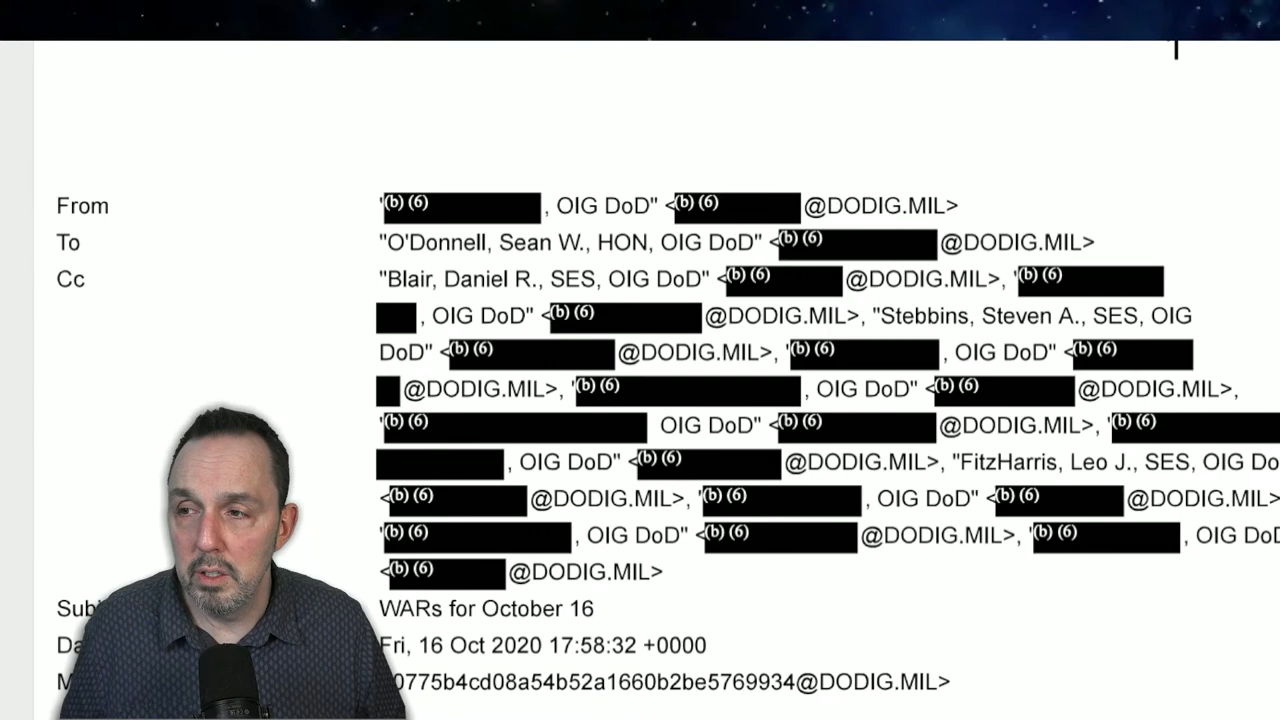 From '(b) (6) , OIG DoD" <(b) (6) @DODIG.MIL>
To "O'Donnell, Sean W., HON, OIG DoD" <(b) (6) @DODIG.MIL>
Cc "Blair, Daniel R., SES, OIG DoD" <(b) (6) @DODIG.MIL>, '(b) (6)
, OIG DoD" <(b) (6) @DODIG.MIL>, "Stebbins, Steven A., SES, OIG
DoD" <(b) (6) @DODIG.MIL>, '(b) (6) , OIG DoD" <(b) (6)
@DODIG.MIL>, '(b) (6) , OIG DoD" <(b) (6) @DODIG.MIL>,
'(b) (6) OIG DoD" <(b) (6) @DODIG.MIL>, '(b) (6)
, OIG DoD" <(b) (6) @DODIG.MIL>, "FitzHarris, Leo J., SES, OIG Do
<(b) (6) @DODIG.MIL>, '(b) (6) , OIG DoD" <(b) (6) @DODIG.MIL>
'(b) (6) , OIG DoD" <(b) (6) @DODIG.MIL>, '(b) (6) , OIG DoD
<(b) (6) @DODIG.MIL>
Sub WARs for October 16
Da Fri, 16 Oct 2020 17:58:32 +0000
M 0775b4cd08a54b52a1660b2be5769934@DODIG.MIL>